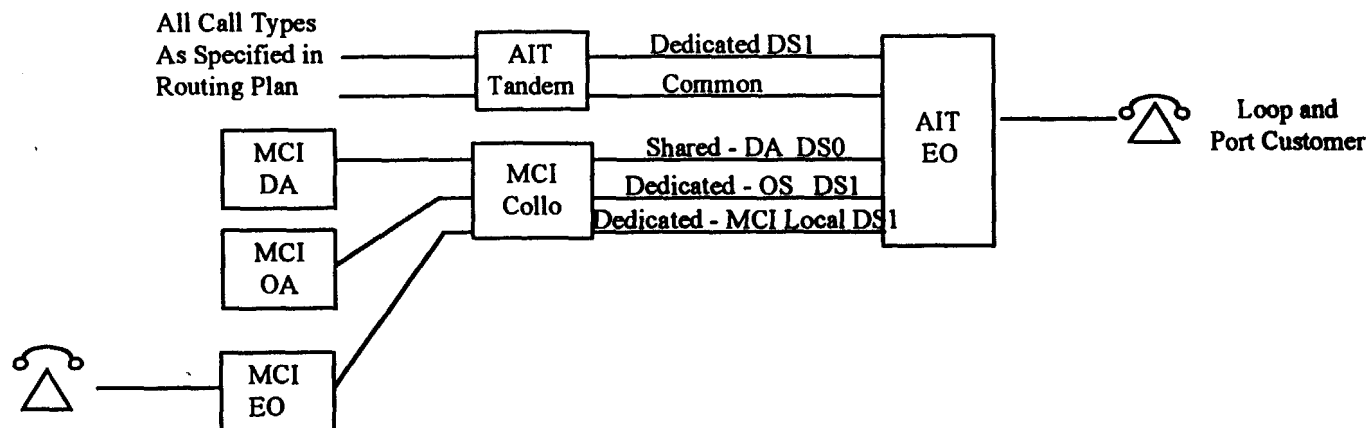 All Call Types
As Specified in
Routing Plan
AIT
Tandem
Dedicated DS1
Common
AIT
EO
Loop and
Port Customer
MCI
DA
MCI
Collo
Shared - DA DS0
Dedicated - OS DS1
Dedicated - MCI Local DS1
MCI
OA
MCI
EO